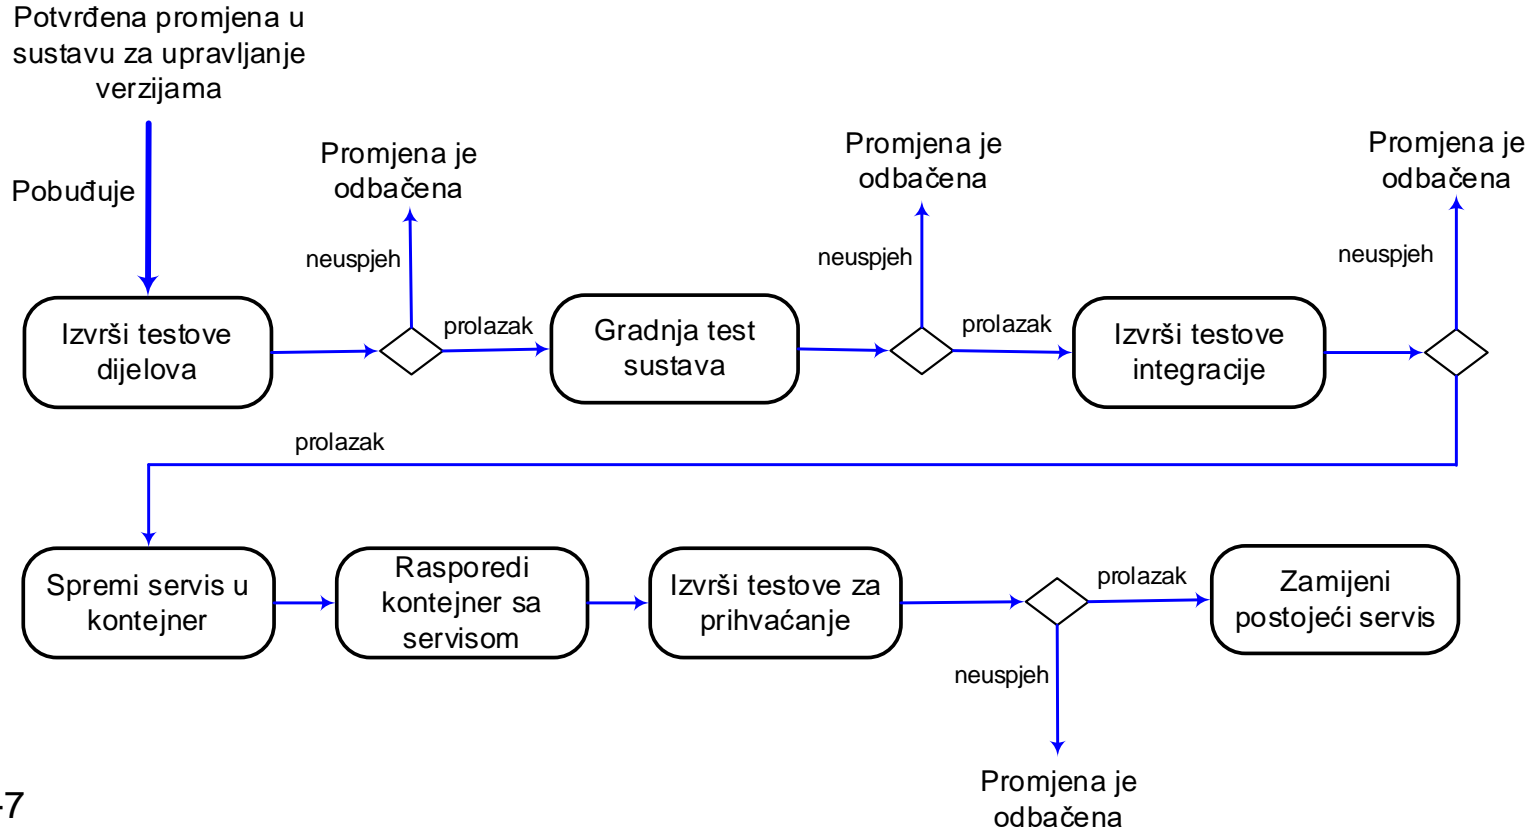 Potvrđena promjena u
sustavu za upravljanje
verzijama
Pobuđuje
Promjena je
odbačena
neuspjeh
Promjena je
odbačena
neuspjeh
Promjena je
odbačena
neuspjeh
Izvrši testove
dijelova
prolazak
Gradnja test
sustava
prolazak
Izvrši testove
integracije
prolazak
Spremi servis u
kontejner
Rasporedi
kontejner sa
servisom
Izvrši testove za
prihvaćanje
prolazak
Zamijeni
postojeći servis
neuspjeh
Promjena je
odbačena
-7